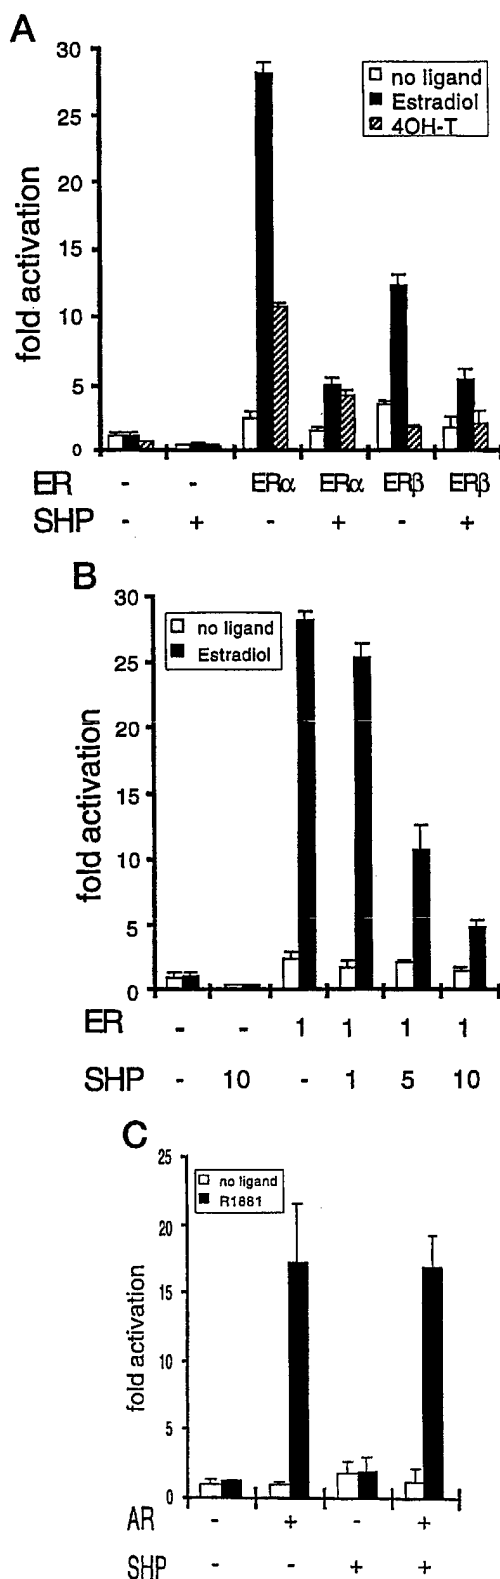 A
30
25
20
15
10
5
0
fold activation
no ligand
Estradiol
4OH-T
ER - - ERα ERα ERβ ERβ
SHP - + - + - +
B
30
25
20
15
10
5
0
fold activation
no ligand
Estradiol
ER - - 1 1 1 1
SHP - 10 - 1 5 10
C
25
20
15
10
5
0
fold activation
no ligand
R1881
AR - + - +
SHP - - + +